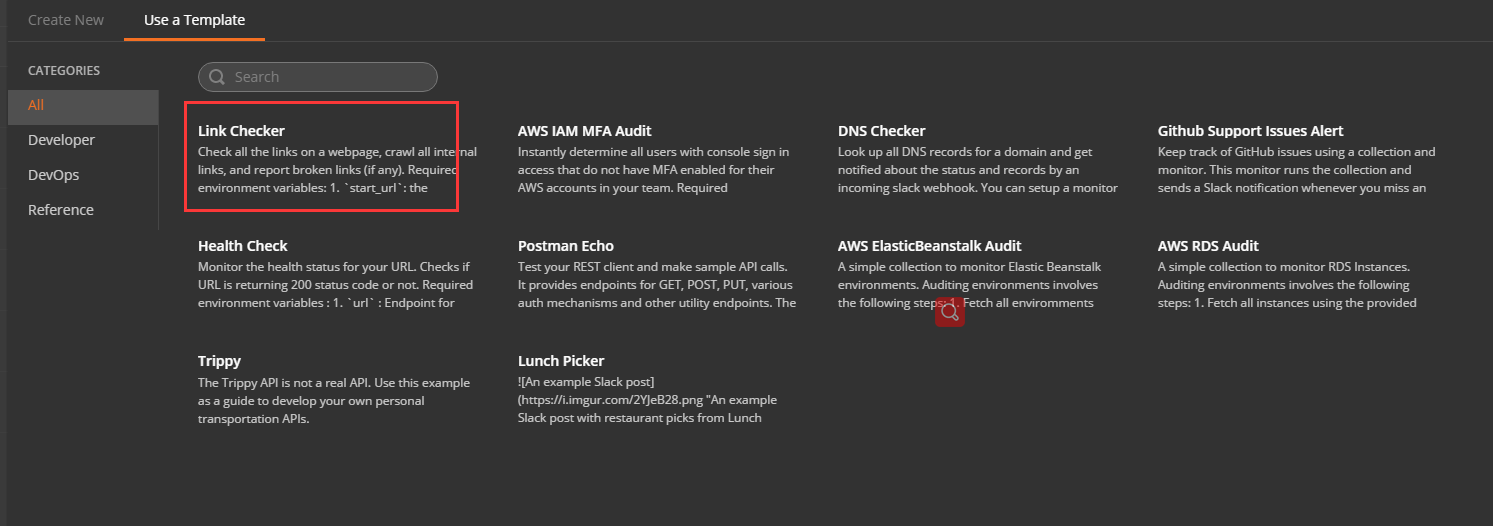 Create New
Use a Template
CATEGORIES
All
Developer
DevOps
Reference
Search
Link Checker
Check all the links on a webpage, crawl all internal
links, and report broken links (if any). Required
environment variables: 1. `start_url`: the
AWS IAM MFA Audit
Instantly determine all users with console sign in
access that do not have MFA enabled for their
AWS accounts in your team. Required
DNS Checker
Look up all DNS records for a domain and get
notified about the status and records by an
incoming slack webhook. You can setup a monitor
Github Support Issues Alert
Keep track of GitHub issues using a collection and
monitor. This monitor runs the collection and
sends a Slack notification whenever you miss an
Health Check
Monitor the health status for your URL. Checks if
URL is returning 200 status code or not. Required
environment variables : 1. `url` : Endpoint for
Postman Echo
Test your REST client and make sample API calls.
It provides endpoints for GET, POST, PUT, various
auth mechanisms and other utility endpoints. The
AWS ElasticBeanstalk Audit
A simple collection to monitor Elastic Beanstalk
environments. Auditing environments involves
the following steps: 1. Fetch all enviromments
AWS RDS Audit
A simple collection to monitor RDS Instances.
Auditing environments involves the following
steps: 1. Fetch all instances using the provided
Trippy
The Trippy API is not a real API. Use this example
as a guide to develop your own personal
transportation APIs.
Lunch Picker
![An example Slack post]
(https://i.imgur.com/2YJeB28.png "An example
Slack post with restaurant picks from Lunch